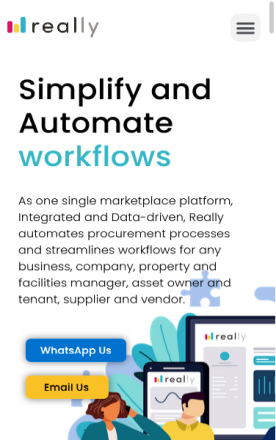 really
Simplify and
Automate
workflows
As one single marketplace platform,
Integrated and Data-driven, Really
automates procurement processes
and streamlines workflows for any
business, company, property and
facilities manager, asset owner and
tenant, supplier and vendor.
really
WhatsApp Us
really
Email Us